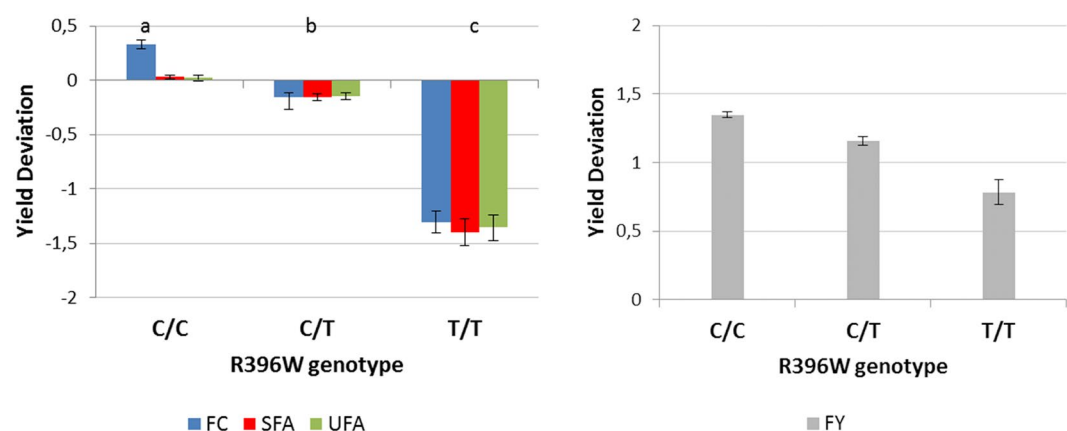 0,5
0
-0,5
-1
-1,5
-2
Yield Deviation
a b c
C/C C/T T/T
R396W genotype
FC SFA UFA
2
1,5
1
0,5
0
Yield Deviation
C/C C/T T/T
R396W genotype
FY